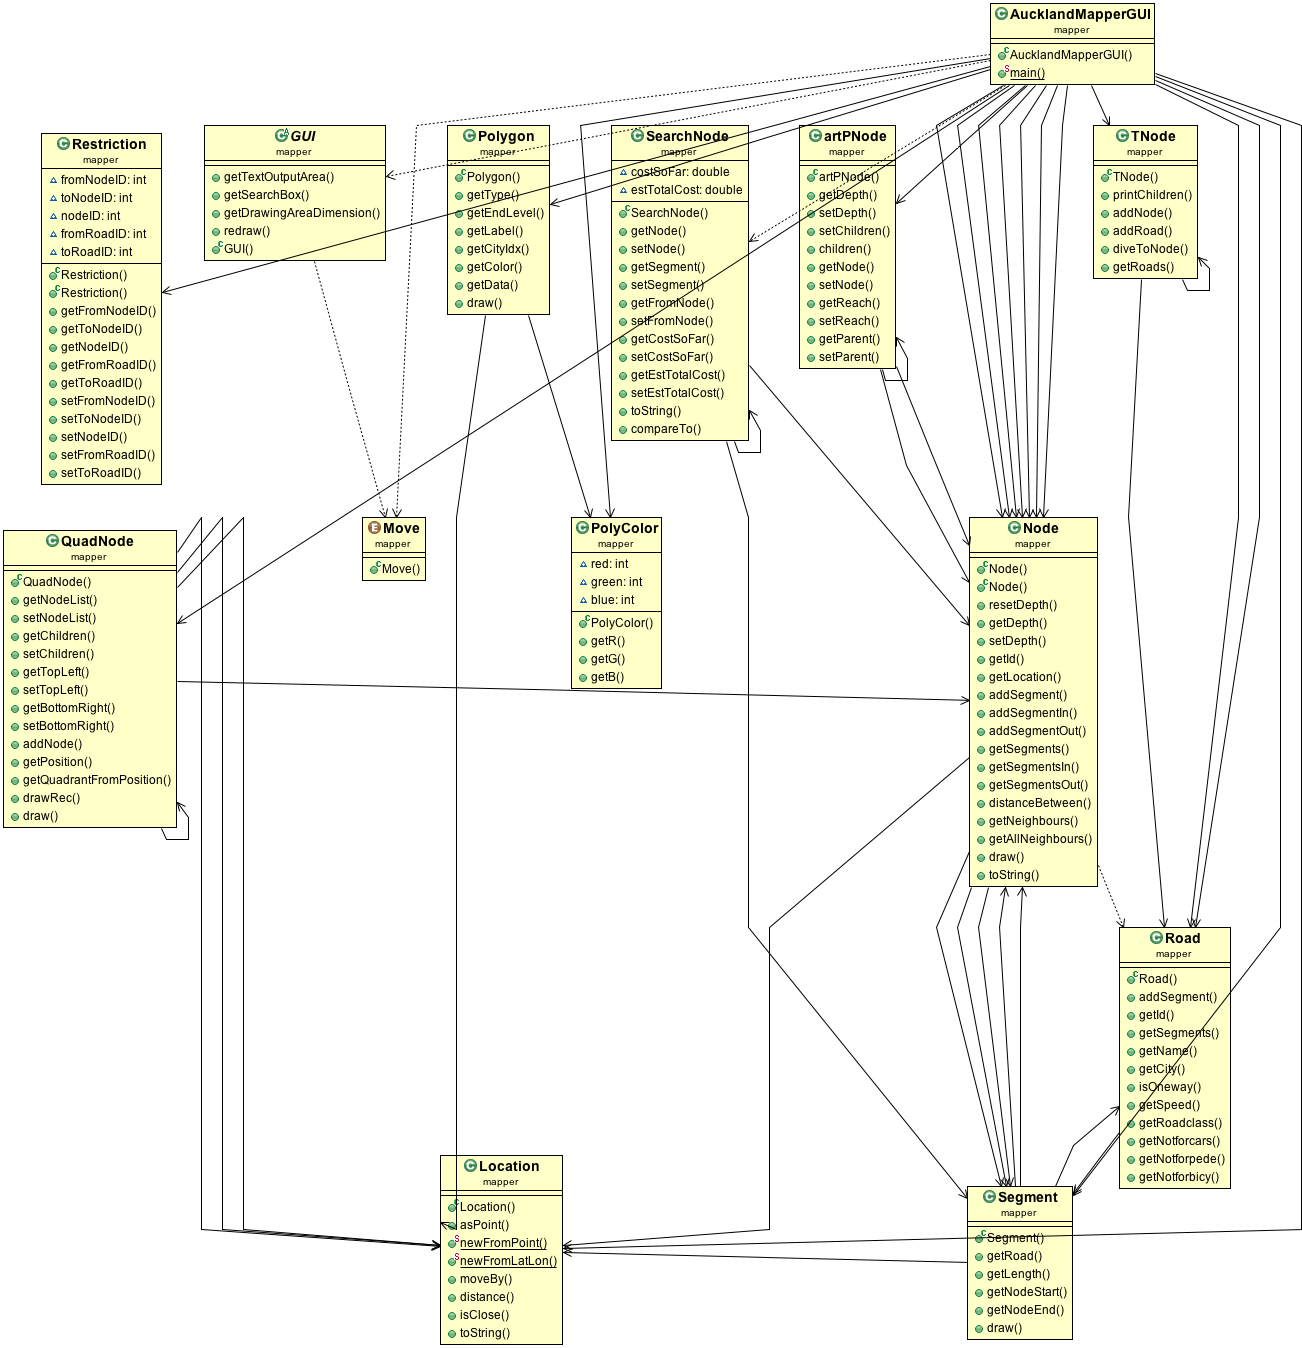 AucklandMapperGUI
mapper
AucklandMapperGUI()
main()
Restriction
mapper
fromNodeID: int
toNodeID: int
nodeID: int
fromRoadID: int
toRoadID: int
Restriction()
Restriction()
getFromNodeID()
getToNodeID()
getNodeID()
getFromRoadID()
getToRoadID()
setFromNodeID()
setToNodeID()
setNodeID()
setFromRoadID()
setToRoadID()
GUI
mapper
getTextOutputArea()
getSearchBox()
getDrawingAreaDimension()
redraw()
GUI()
Polygon
mapper
Polygon()
getType()
getEndLevel()
getLabel()
getCityIdx()
getColor()
getData()
draw()
SearchNode
mapper
costSoFar: double
estTotalCost: double
SearchNode()
getNode()
setNode()
getSegment()
setSegment()
getFromNode()
setFromNode()
getCostSoFar()
setCostSoFar()
getEstTotalCost()
setEstTotalCost()
toString()
compareTo()
artPNode
mapper
artPNode()
getDepth()
setDepth()
setChildren()
children()
getNode()
setNode()
getReach()
setReach()
getParent()
setParent()
TNode
mapper
TNode()
printChildren()
addNode()
addRoad()
diveToNode()
getRoads()
QuadNode
mapper
QuadNode()
getNodeList()
setNodeList()
getChildren()
setChildren()
getTopLeft()
setTopLeft()
getBottomRight()
setBottomRight()
addNode()
getPosition()
getQuadrantFromPosition()
drawRec()
draw()
Move
mapper
Move()
PolyColor
mapper
red: int
green: int
blue: int
PolyColor()
getR()
getG()
getB()
Node
mapper
Node()
Node()
resetDepth()
getDepth()
setDepth()
getId()
getLocation()
addSegment()
addSegmentIn()
addSegmentOut()
getSegments()
getSegmentsIn()
getSegmentsOut()
distanceBetween()
getNeighbours()
getAllNeighbours()
draw()
toString()
Road
mapper
Road()
addSegment()
getId()
getSegments()
getName()
getCity()
isOneway()
getSpeed()
getRoadclass()
getNotforcars()
getNotforpede()
getNotforbicy()
Location
mapper
Location()
asPoint()
newFromPoint()
newFromLatLon()
moveBy()
distance()
isClose()
toString()
Segment
mapper
Segment()
getRoad()
getLength()
getNodeStart()
getNodeEnd()
draw()